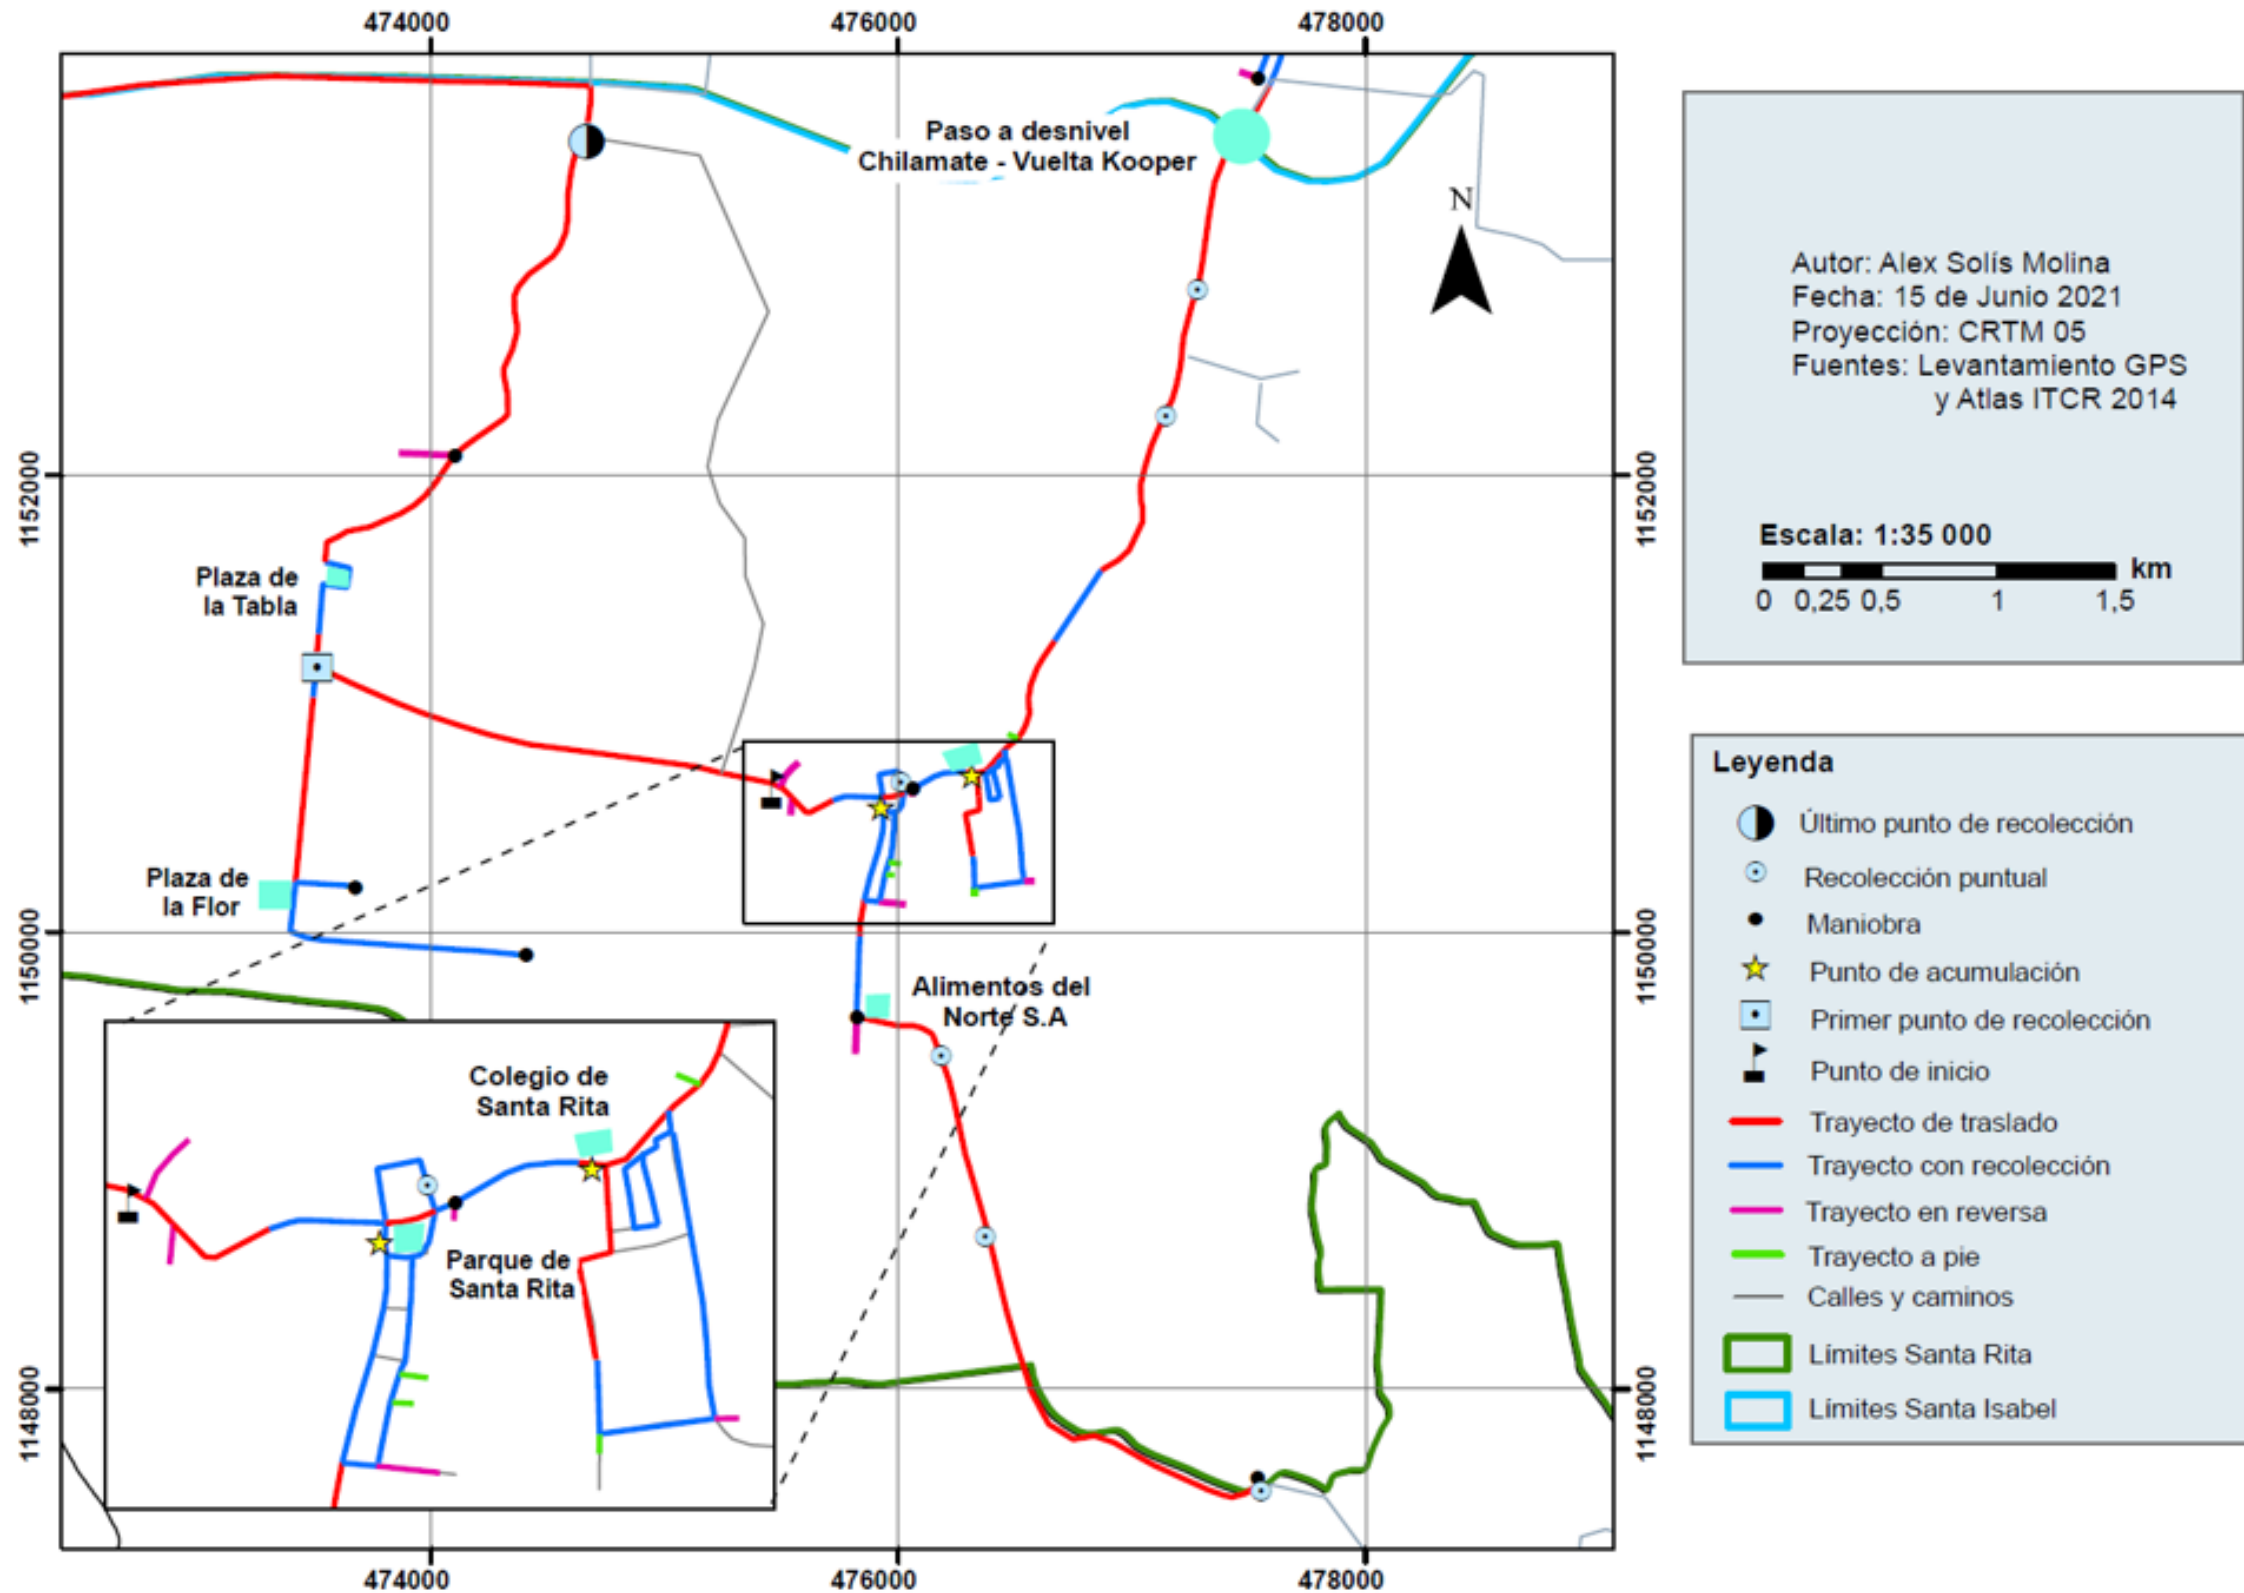 474000
476000
478000
Paso a desnivel
Chilamate - Vuelta Kooper
N
1152000
1152000
Plaza de
la Tabla
Plaza de
la Flor
1150000
1150000
Alimentos del
Norte S.A
Colegio de
Santa Rita
Parque de
Santa Rita
1148000
1148000
474000
476000
478000
Autor: Alex Solís Molina
Fecha: 15 de Junio 2021
Proyección: CRTM 05
Fuentes: Levantamiento GPS
y Atlas ITCR 2014
Escala: 1:35 000
km
0 0,25 0,5 1 1,5
Leyenda
Último punto de recolección
Recolección puntual
Maniobra
Punto de acumulación
Primer punto de recolección
Punto de inicio
Trayecto de traslado
Trayecto con recolección
Trayecto en reversa
Trayecto a pie
Calles y caminos
Límites Santa Rita
Límites Santa Isabel